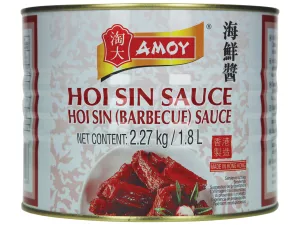 淘大
AMOY
海鮮醬
HOI SIN SAUCE
HOI SIN (BARBECUE) SAUCE
NET CONTENT: 2.27 kg / 1.8 L
香港
製造
MADE IN HONG KONG